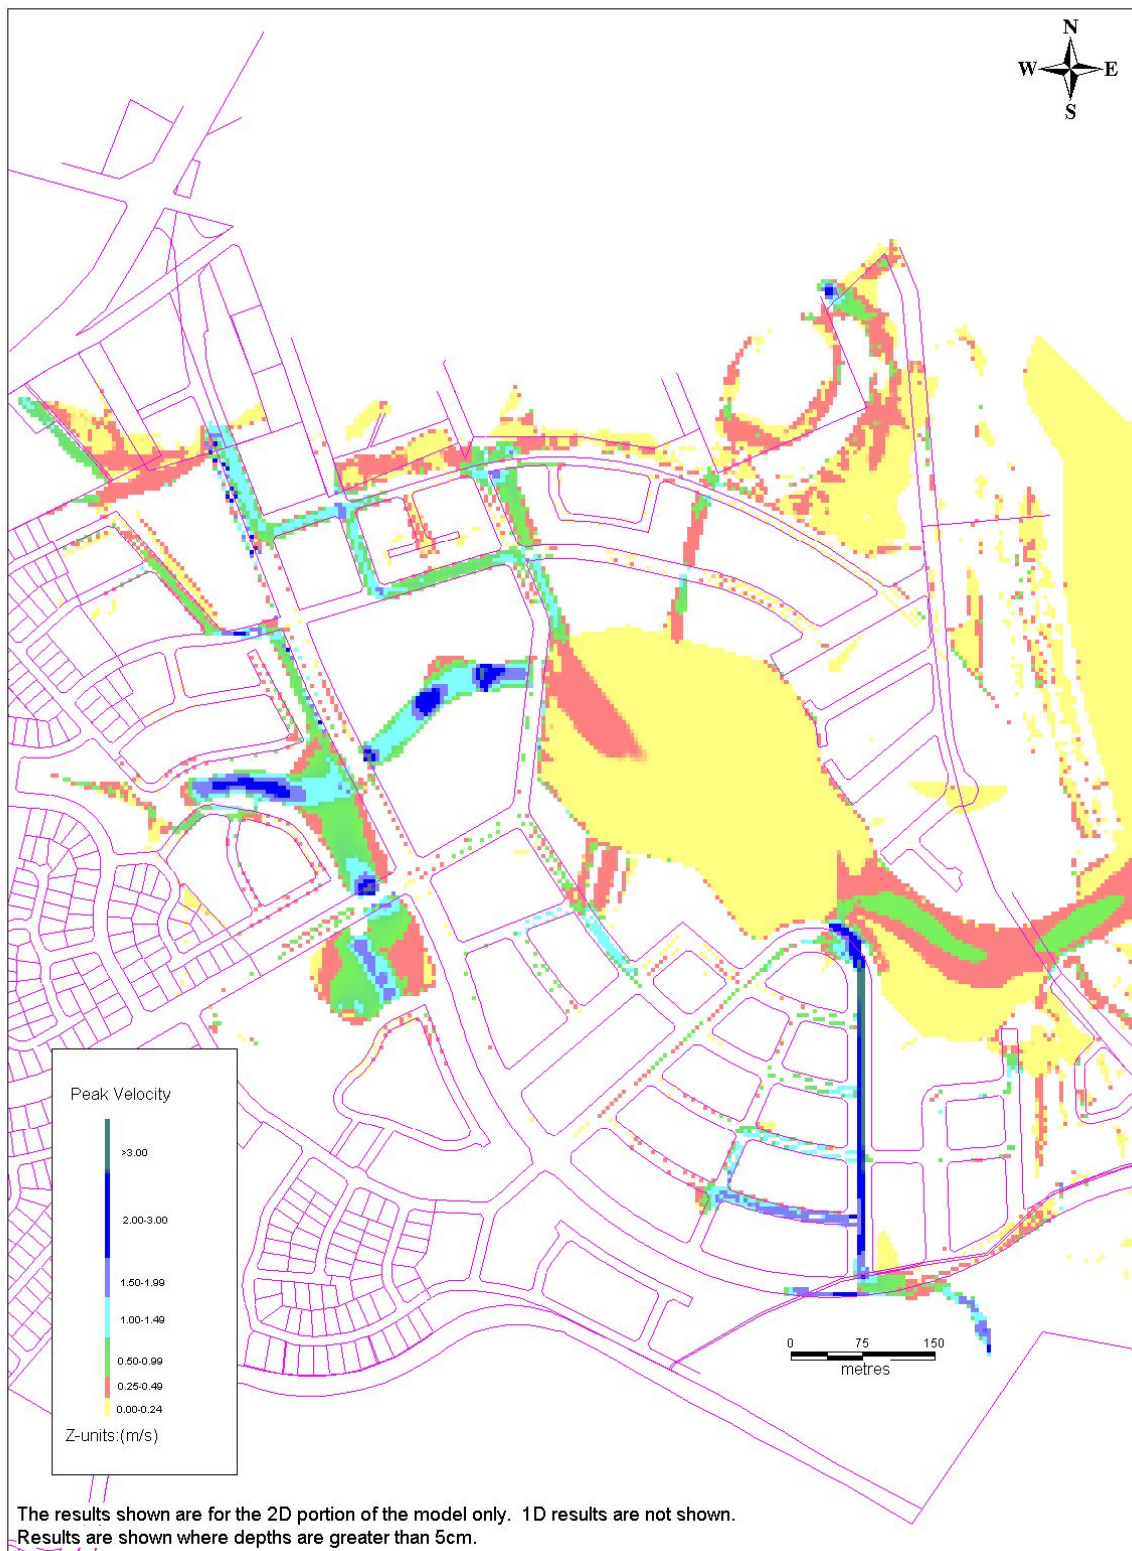 N
W E
S
Peak Velocity
>3.00
2.00-3.00
1.50-1.99
1.00-1.49
0.50-0.99
0.25-0.49
0.00-0.24
Z-units:(m/s)
0 75 150
metres
The results shown are for the 2D portion of the model only. 1D results are not shown.
Results are shown where depths are greater than 5cm.